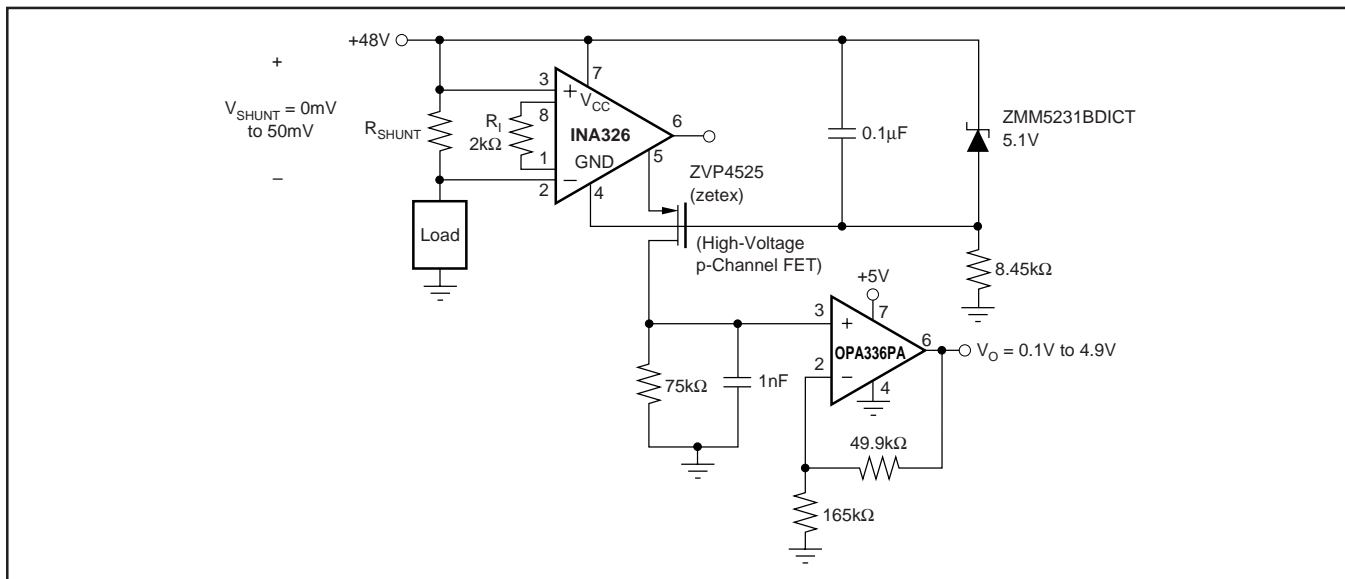 +48V
+
V_SHUNT = 0mV
to 50mV
−
R_SHUNT
Load
3
8
1
2
R_I
2kΩ
+
V_CC
INA326
GND
−
7
6
5
4
ZVP4525
(zetex)
(High-Voltage
p-Channel FET)
0.1μF
ZMM5231BDICT
5.1V
8.45kΩ
+5V
3
7
+
6
OPA336PA
2
−
4
V_O = 0.1V to 4.9V
75kΩ
1nF
49.9kΩ
165kΩ